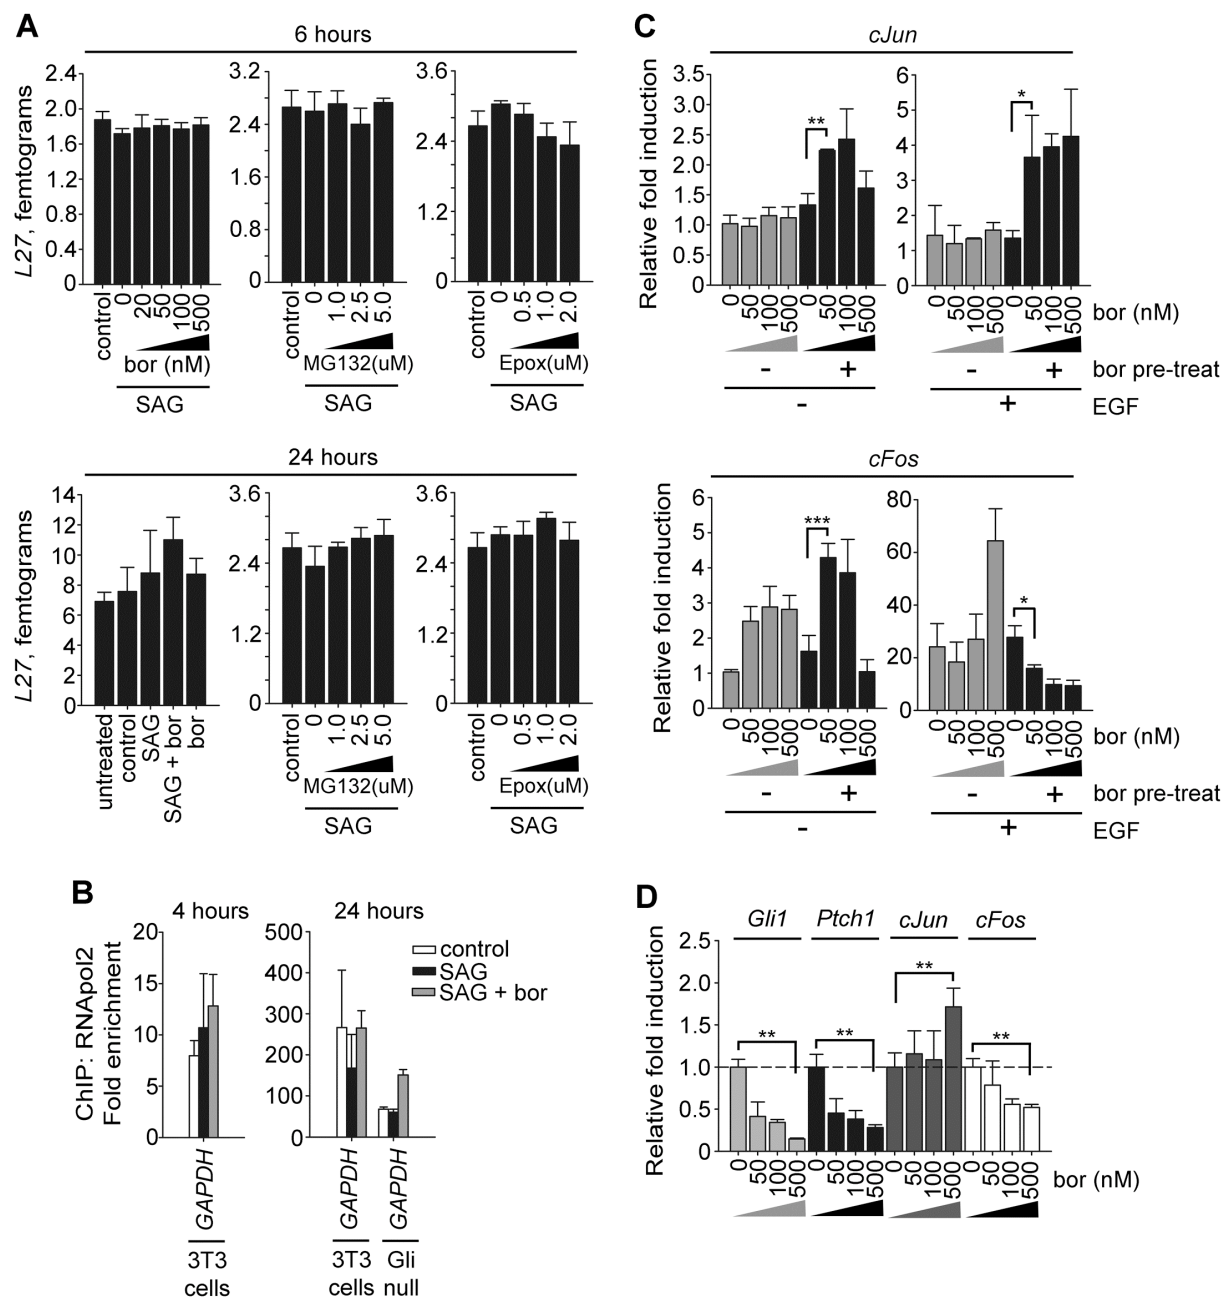 A
6 hours
L27, femtograms
2.4
2.0
1.6
1.2
0.8
0.4
0
control
0
20
50
100
500
bor (nM)
SAG
3.2
2.6
1.6
1.2
0
control
0
1.0
2.5
5.0
MG132(uM)
SAG
3.6
2.4
1.2
0
control
0
0.5
1.0
2.0
Epox(uM)
SAG
24 hours
L27, femtograms
14
12
10
8
6
4
2
0
untreated
control
SAG
SAG + bor
bor
3.6
2.4
1.2
0
control
0
1.0
2.5
5.0
MG132(uM)
SAG
3.6
2.4
1.2
0
control
0
0.5
1.0
2.0
Epox(uM)
SAG
B
4 hours
ChIP: RNApol2
Fold enrichment
20
15
10
5
0
GAPDH
3T3
cells
24 hours
500
400
300
200
100
0
control
SAG
SAG + bor
GAPDH
GAPDH
3T3
cells
Gli
null
C
cJun
Relative fold induction
3.5
3.0
2.5
2.0
1.5
1.0
0.5
0
**
0
50
100
500
0
50
100
500
-
+
-
6
5
4
3
2
1
0
*
0
50
100
500
0
50
100
500
bor (nM)
-
+
bor pre-treat
+
EGF
cFos
Relative fold induction
6
5
4
3
2
1
0
***
0
50
100
500
0
50
100
500
-
+
-
80
60
40
20
0
*
0
50
100
500
0
50
100
500
bor (nM)
-
+
bor pre-treat
+
EGF
D
Gli1
Ptch1
cJun
cFos
Relative fold induction
2.5
2.0
1.5
1.0
0.5
0
**
**
**
**
0
50
100
500
0
50
100
500
0
50
100
500
0
50
100
500
bor (nM)